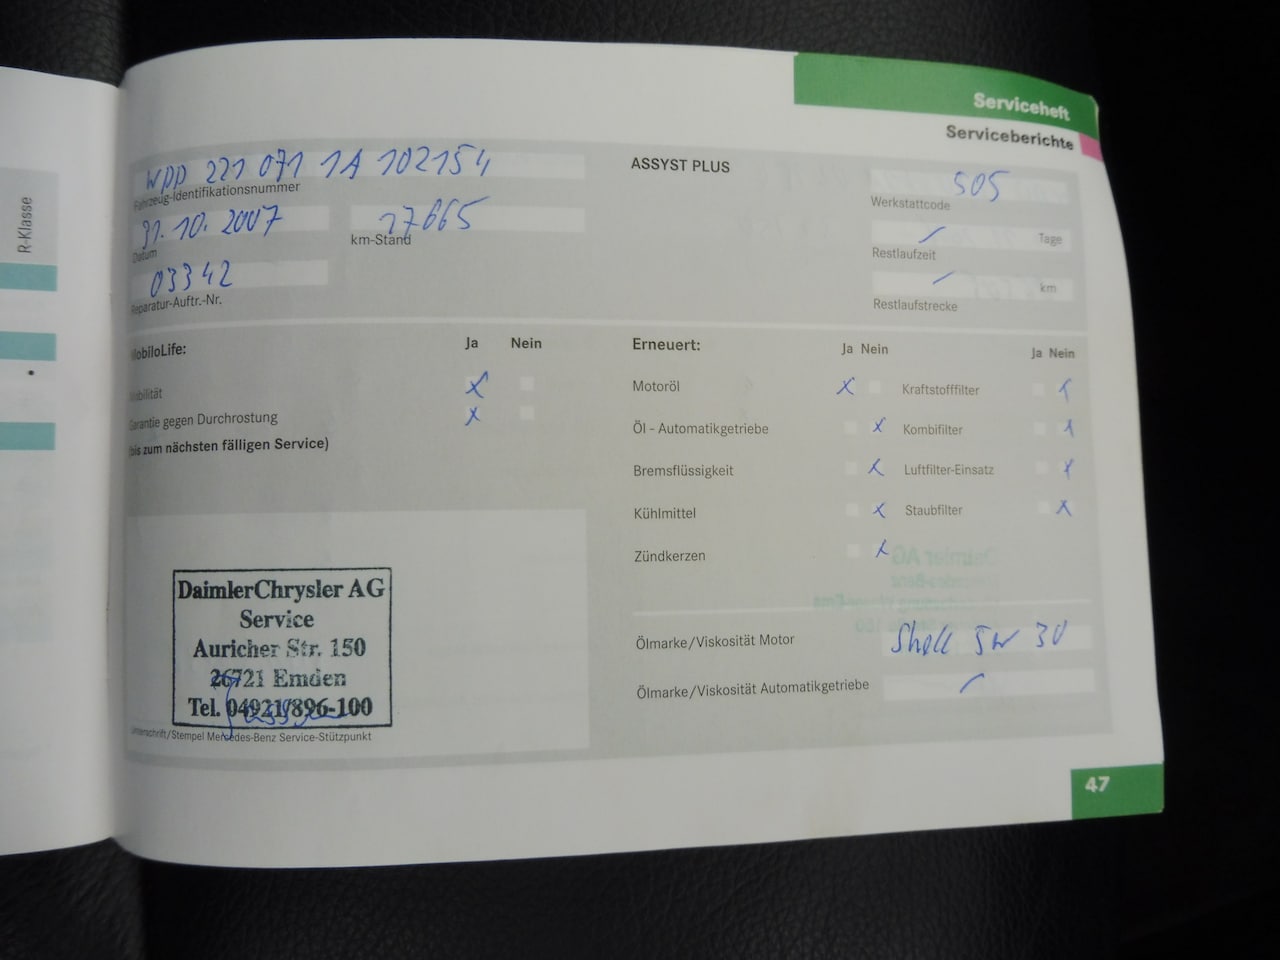 R-Klasse
Serviceheft
Serviceberichte
WDD 221 071 1A 102154
Fahrzeug-Identifikationsnummer
31.10.2007
17665
Datum
km-Stand
03342
Reparatur-Auftr.-Nr.
ASSYST PLUS
505
Werkstattcode
Tage
Restlaufzeit
km
Restlaufstrecke
MobiloLife: Ja Nein
Mobilität x
Garantie gegen Durchrostung x
(bis zum nächsten fälligen Service)
Erneuert: Ja Nein Ja Nein
Motoröl x Kraftstofffilter x
Öl - Automatikgetriebe x Kombifilter x
Bremsflüssigkeit x Luftfilter-Einsatz x
Kühlmittel x Staubfilter x
Zündkerzen x
DaimlerChrysler AG
Service
Auricher Str. 150
26721 Emden
Tel. 04921/896-100
Unterschrift/Stempel Mercedes-Benz Service-Stützpunkt
Ölmarke/Viskosität Motor Shell 5W 30
Ölmarke/Viskosität Automatikgetriebe
47